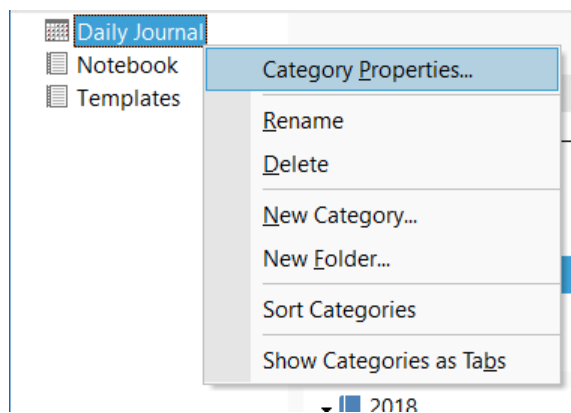 Daily Journal
Notebook
Templates
Category Properties...
Rename
Delete
New Category...
New Folder...
Sort Categories
Show Categories as Tabs
2018